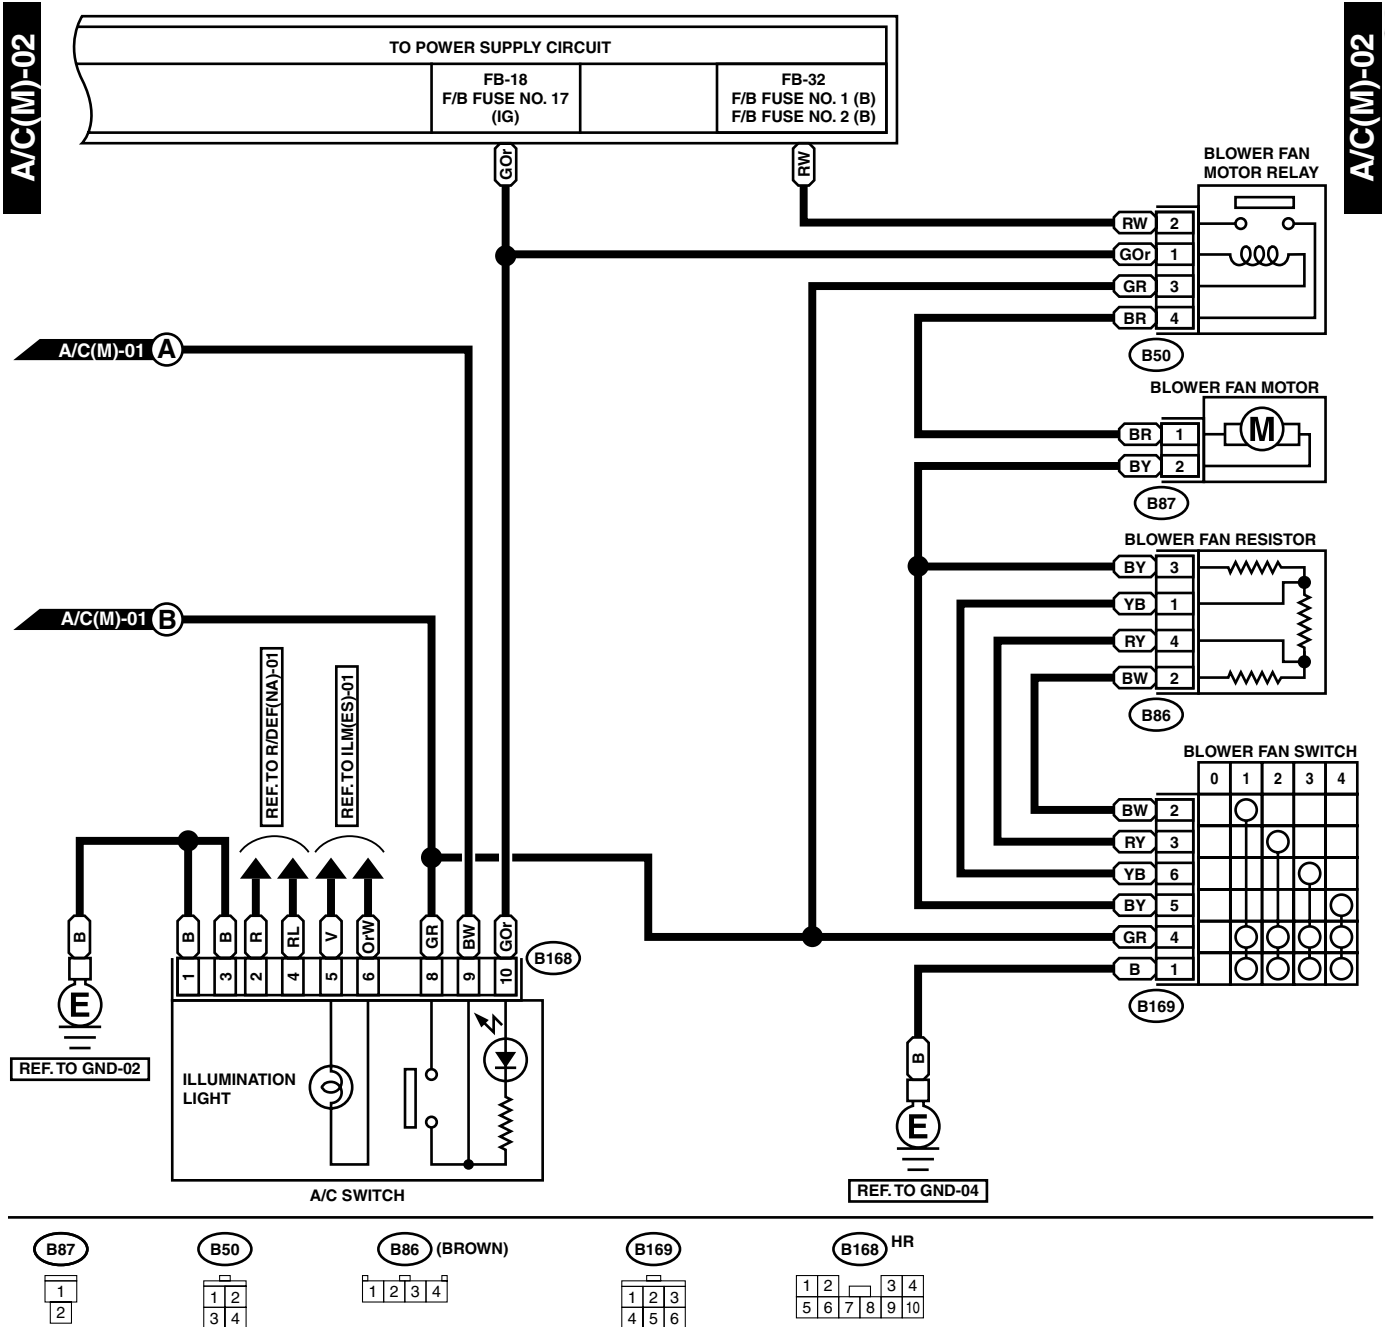 A/C(M)-02
A/C(M)-02
TO POWER SUPPLY CIRCUIT
FB-18
F/B FUSE NO. 17
(IG)
FB-32
F/B FUSE NO. 1 (B)
F/B FUSE NO. 2 (B)
GOr
RW
BLOWER FAN
MOTOR RELAY
RW 2
GOr 1
GR 3
BR 4
B50
A/C(M)-01 A
BLOWER FAN MOTOR
BR 1
BY 2
M
B87
BLOWER FAN RESISTOR
BY 3
YB 1
RY 4
BW 2
B86
A/C(M)-01 B
REF. TO R/DEF(NA)-01
REF. TO ILM(ES)-01
BLOWER FAN SWITCH
0 1 2 3 4
BW 2
RY 3
YB 6
BY 5
GR 4
B 1
B169
B
B B R RL V OrW GR BW GOr
1 3 2 4 5 6 8 9 10
B168
E
REF. TO GND-02
ILLUMINATION
LIGHT
A/C SWITCH
B
E
REF. TO GND-04
B87
1
2
B50
1 2
3 4
B86 (BROWN)
1 2 3 4
B169
1 2 3
4 5 6
B168 HR
1 2 3 4
5 6 7 8 9 10